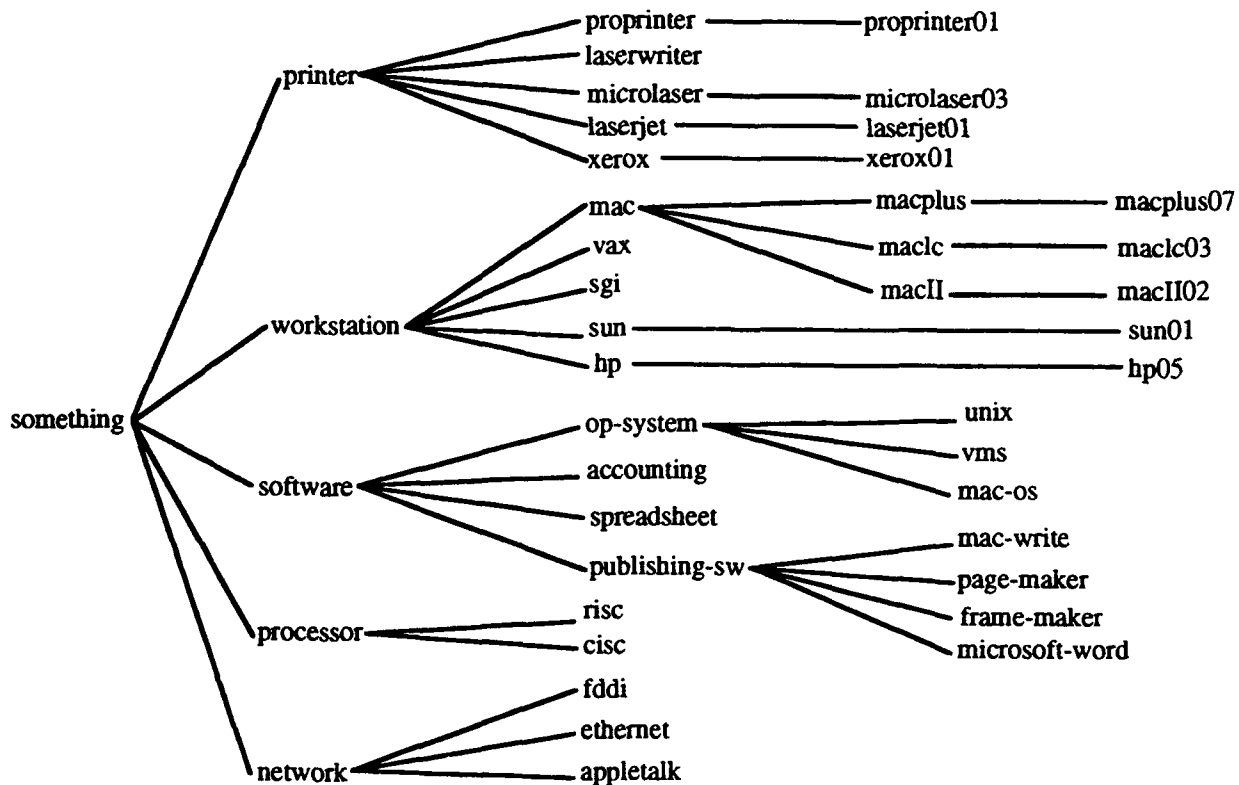 proprinter proprinter01
laserwriter
printer
microlaser microlaser03
laserjet laserjet01
xerox xerox01
mac macplus macplus07
vax maclc maclc03
sgi macII macII02
workstation sun sun01
hp hp05
something
op-system unix
vms
accounting
software mac-os
spreadsheet
mac-write
publishing-sw page-maker
risc frame-maker
processor
cisc microsoft-word
fddi
ethernet
network appletalk